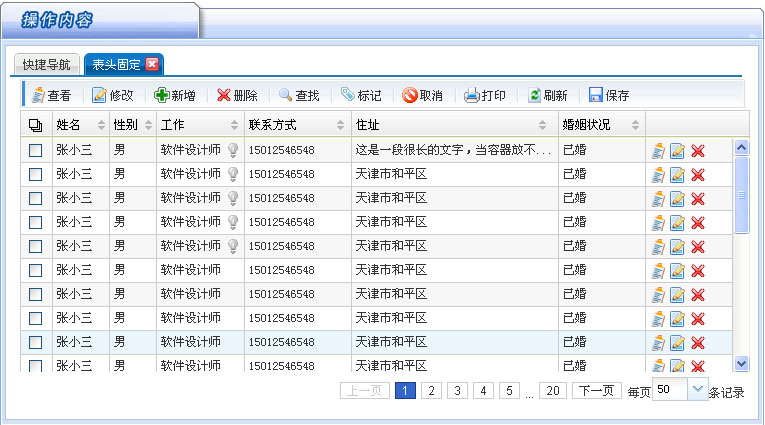 操作内容
快捷导航 表头固定
查看 修改 新增 删除 查找 标记 取消 打印 刷新 保存
姓名 性别 工作 联系方式 住址 婚姻状况
张小三 男 软件设计师 15012546548 这是一段很长的文字，当容器放不... 已婚
张小三 男 软件设计师 15012546548 天津市和平区 已婚
张小三 男 软件设计师 15012546548 天津市和平区 已婚
张小三 男 软件设计师 15012546548 天津市和平区 已婚
张小三 男 软件设计师 15012546548 天津市和平区 已婚
张小三 男 软件设计师 15012546548 天津市和平区 已婚
张小三 男 软件设计师 15012546548 天津市和平区 已婚
张小三 男 软件设计师 15012546548 天津市和平区 已婚
张小三 男 软件设计师 15012546548 天津市和平区 已婚
张小三 男 软件设计师 15012546548 天津市和平区 已婚
上一页 1 2 3 4 5 ... 20 下一页 每页 50 条记录